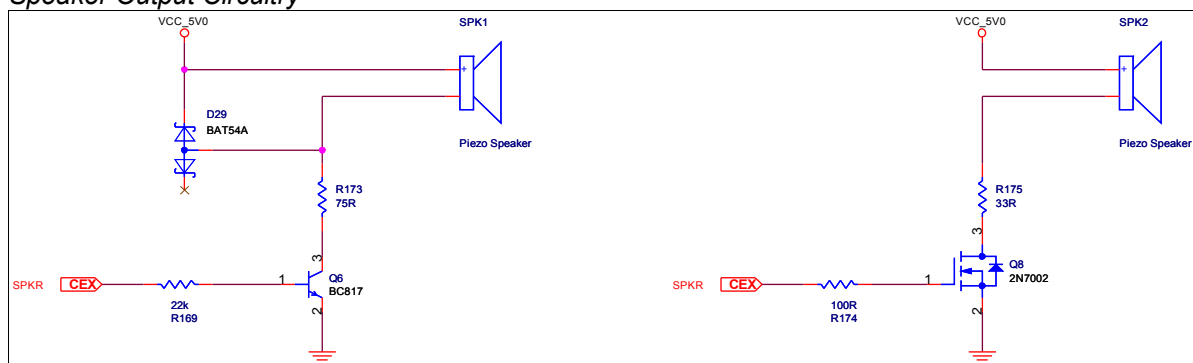 Speaker Output Circuitry
VCC_5V0
SPK1
+
D29
BAT54A
Piezo Speaker
R173
75R
3
SPKR
CEX
1
Q6
BC817
22k
R169
2
VCC_5V0
SPK2
+
Piezo Speaker
R175
33R
3
SPKR
CEX
1
Q8
2N7002
100R
R174
2